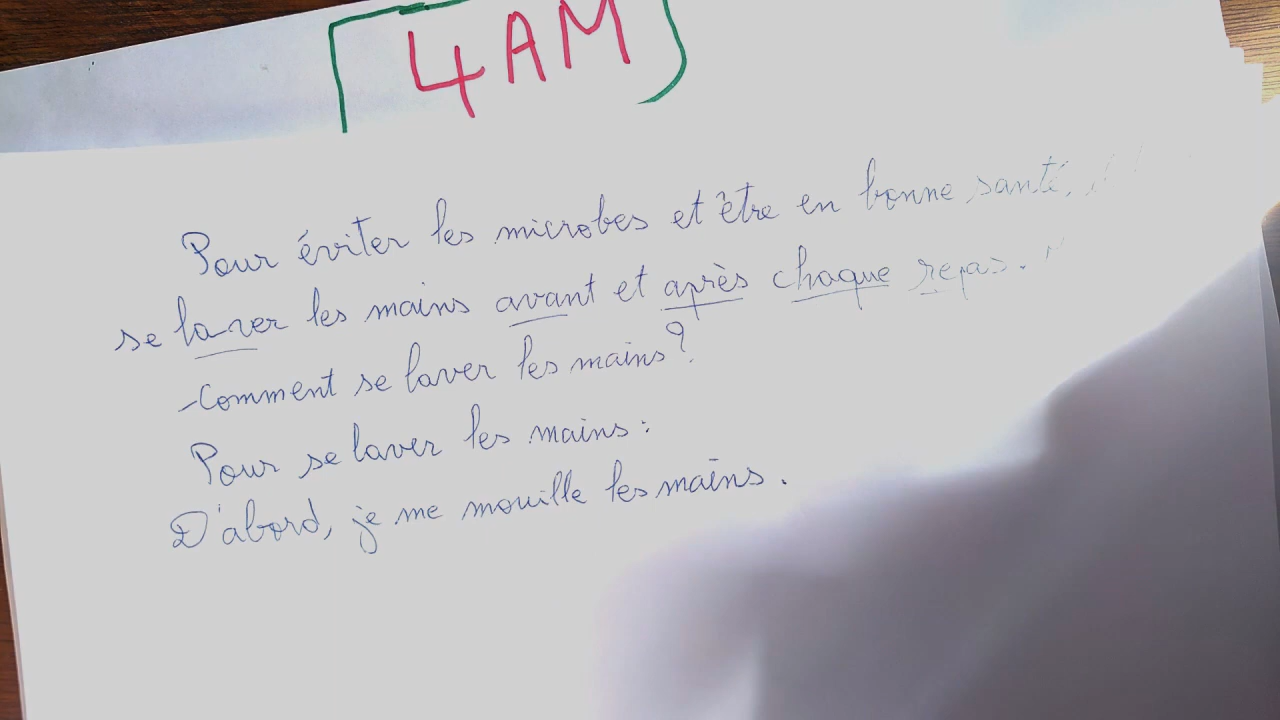 4AM
Pour éviter les microbes et être en bonne santé,
se laver les mains avant et après chaque repas.
-Comment se laver les mains?
Pour se laver les mains:
D'abord, je me mouille les mains.